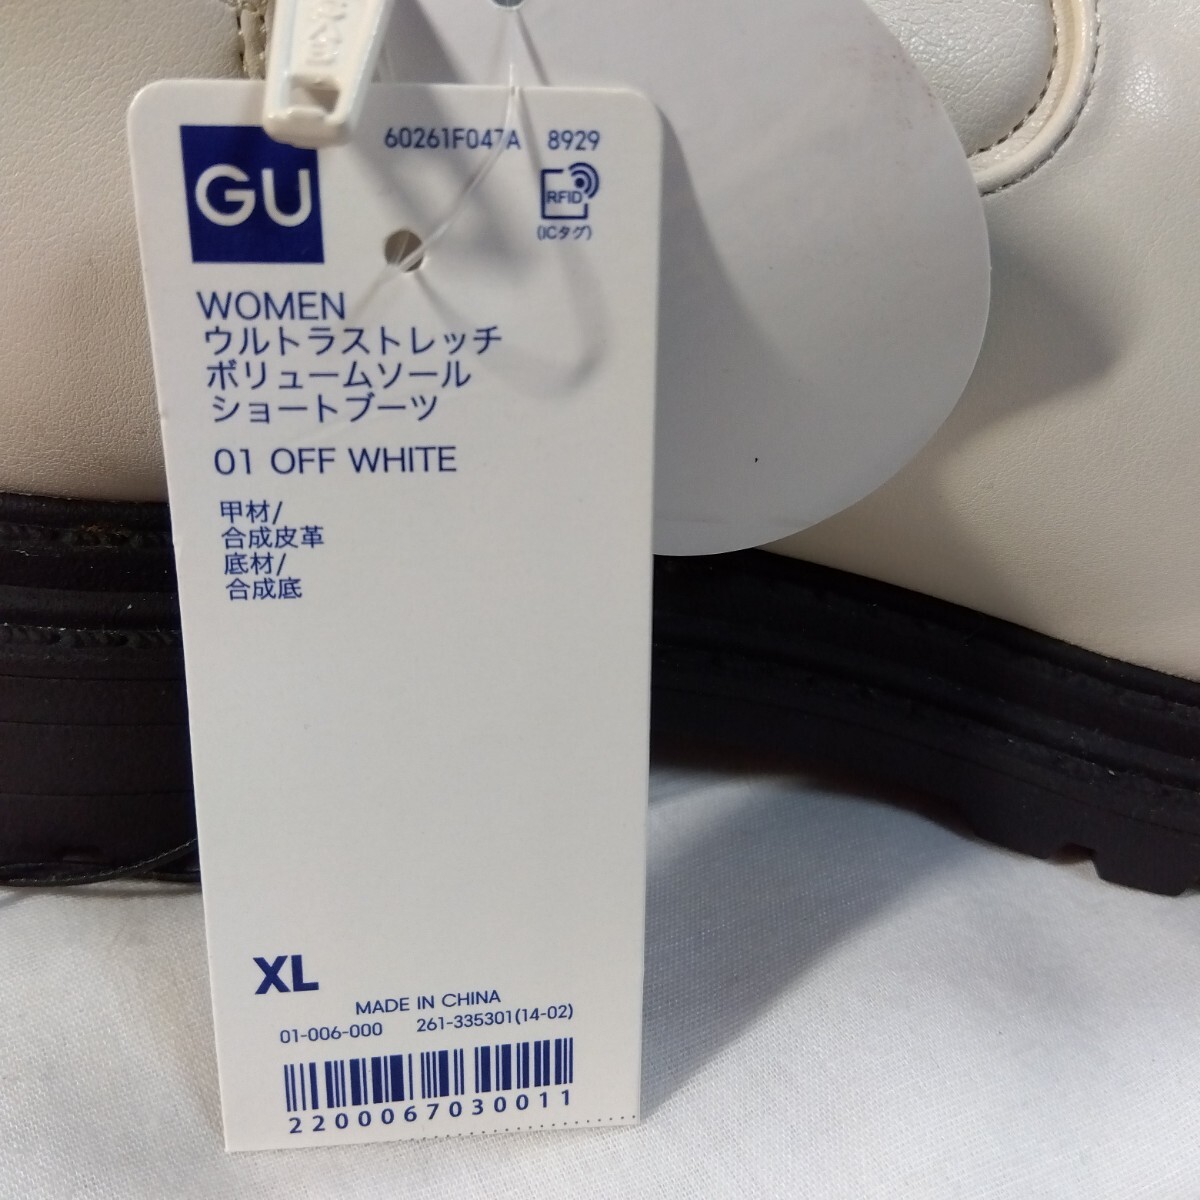 60261F047A 8929
GU
RFID
(ICタグ)
WOMEN
ウルトラストレッチ
ボリュームソール
ショートブーツ
01 OFF WHITE
甲材/
合成皮革
底材/
合成底
XL
MADE IN CHINA
01-006-000 261-335301(14-02)
2200067030011